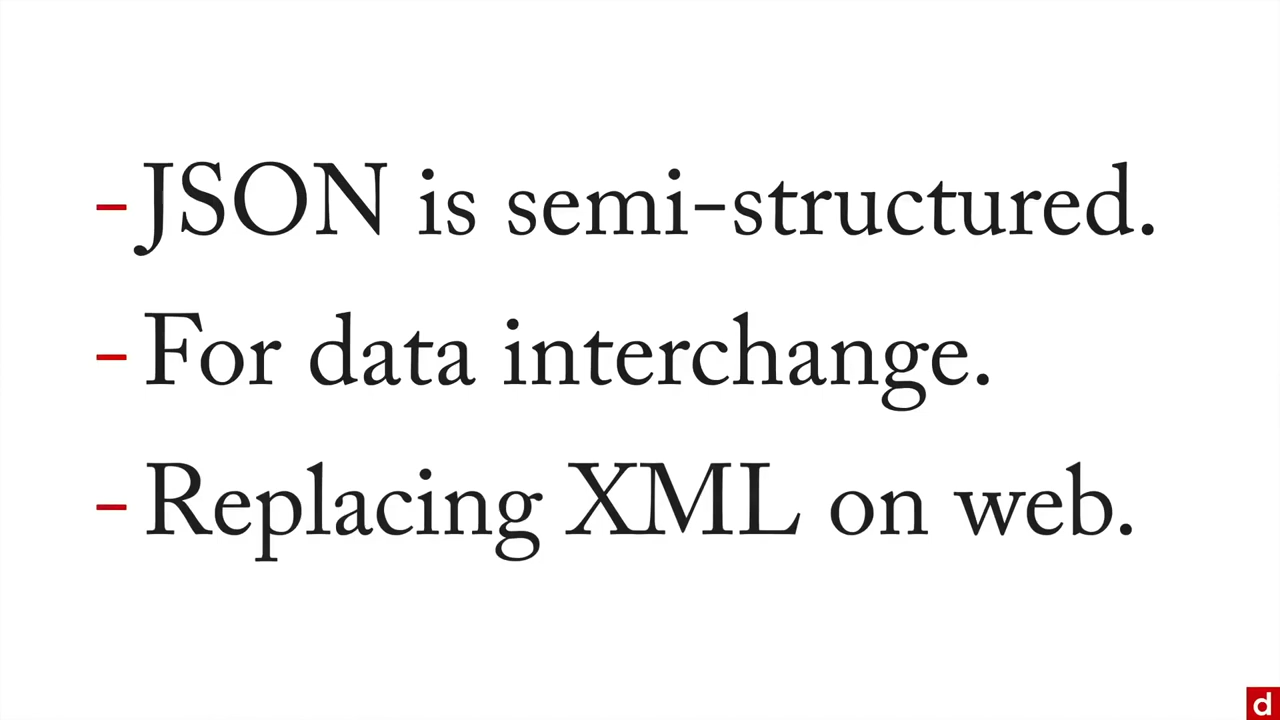 - JSON is semi-structured.
- For data interchange.
- Replacing XML on web.
d